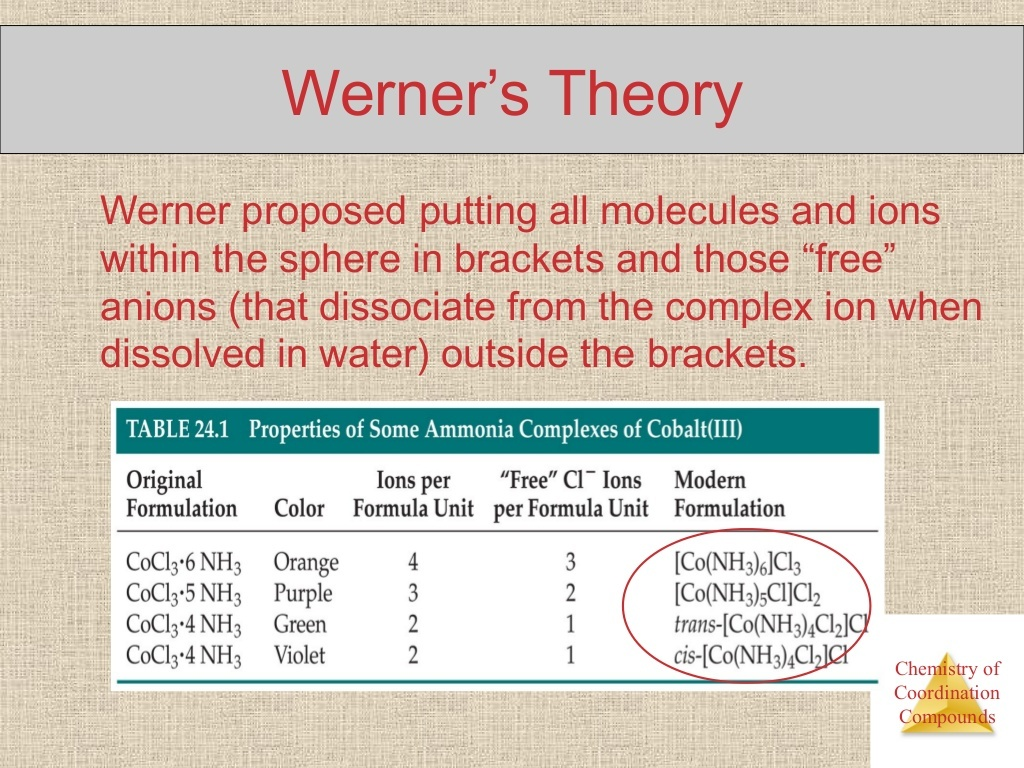 Werner’s Theory
Werner proposed putting all molecules and ions
within the sphere in brackets and those “free”
anions (that dissociate from the complex ion when
dissolved in water) outside the brackets.
TABLE 24.1 Properties of Some Ammonia Complexes of Cobalt(III)
Original Formulation Color Ions per Formula Unit “Free” Cl⁻ Ions per Formula Unit Modern Formulation
CoCl₃·6 NH₃ Orange 4 3 [Co(NH₃)₆]Cl₃
CoCl₃·5 NH₃ Purple 3 2 [Co(NH₃)₅Cl]Cl₂
CoCl₃·4 NH₃ Green 2 1 trans-[Co(NH₃)₄Cl₂]Cl
CoCl₃·4 NH₃ Violet 2 1 cis-[Co(NH₃)₄Cl₂]Cl
Chemistry of
Coordination
Compounds